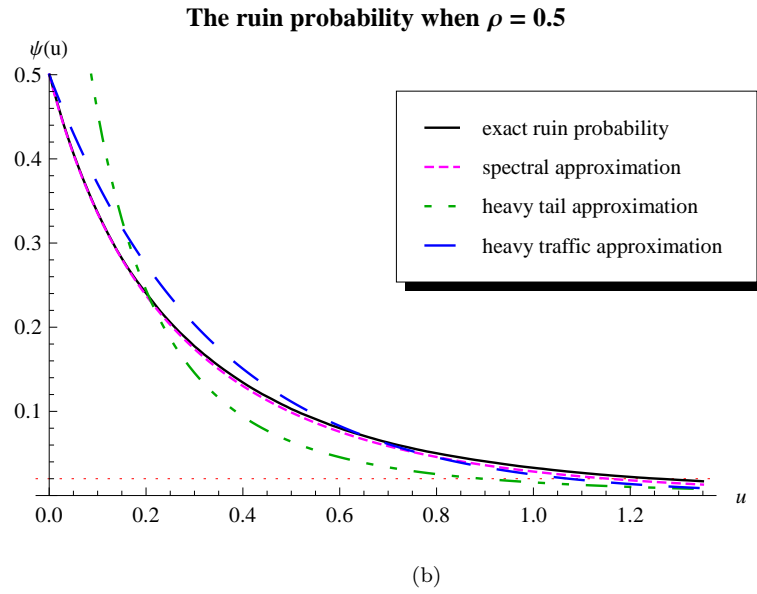 The ruin probability when ρ = 0.5
ψ(u)
0.5
0.4
0.3
0.2
0.1
0.0
0.2
0.4
0.6
0.8
1.0
1.2
u
exact ruin probability
spectral approximation
heavy tail approximation
heavy traffic approximation
(b)